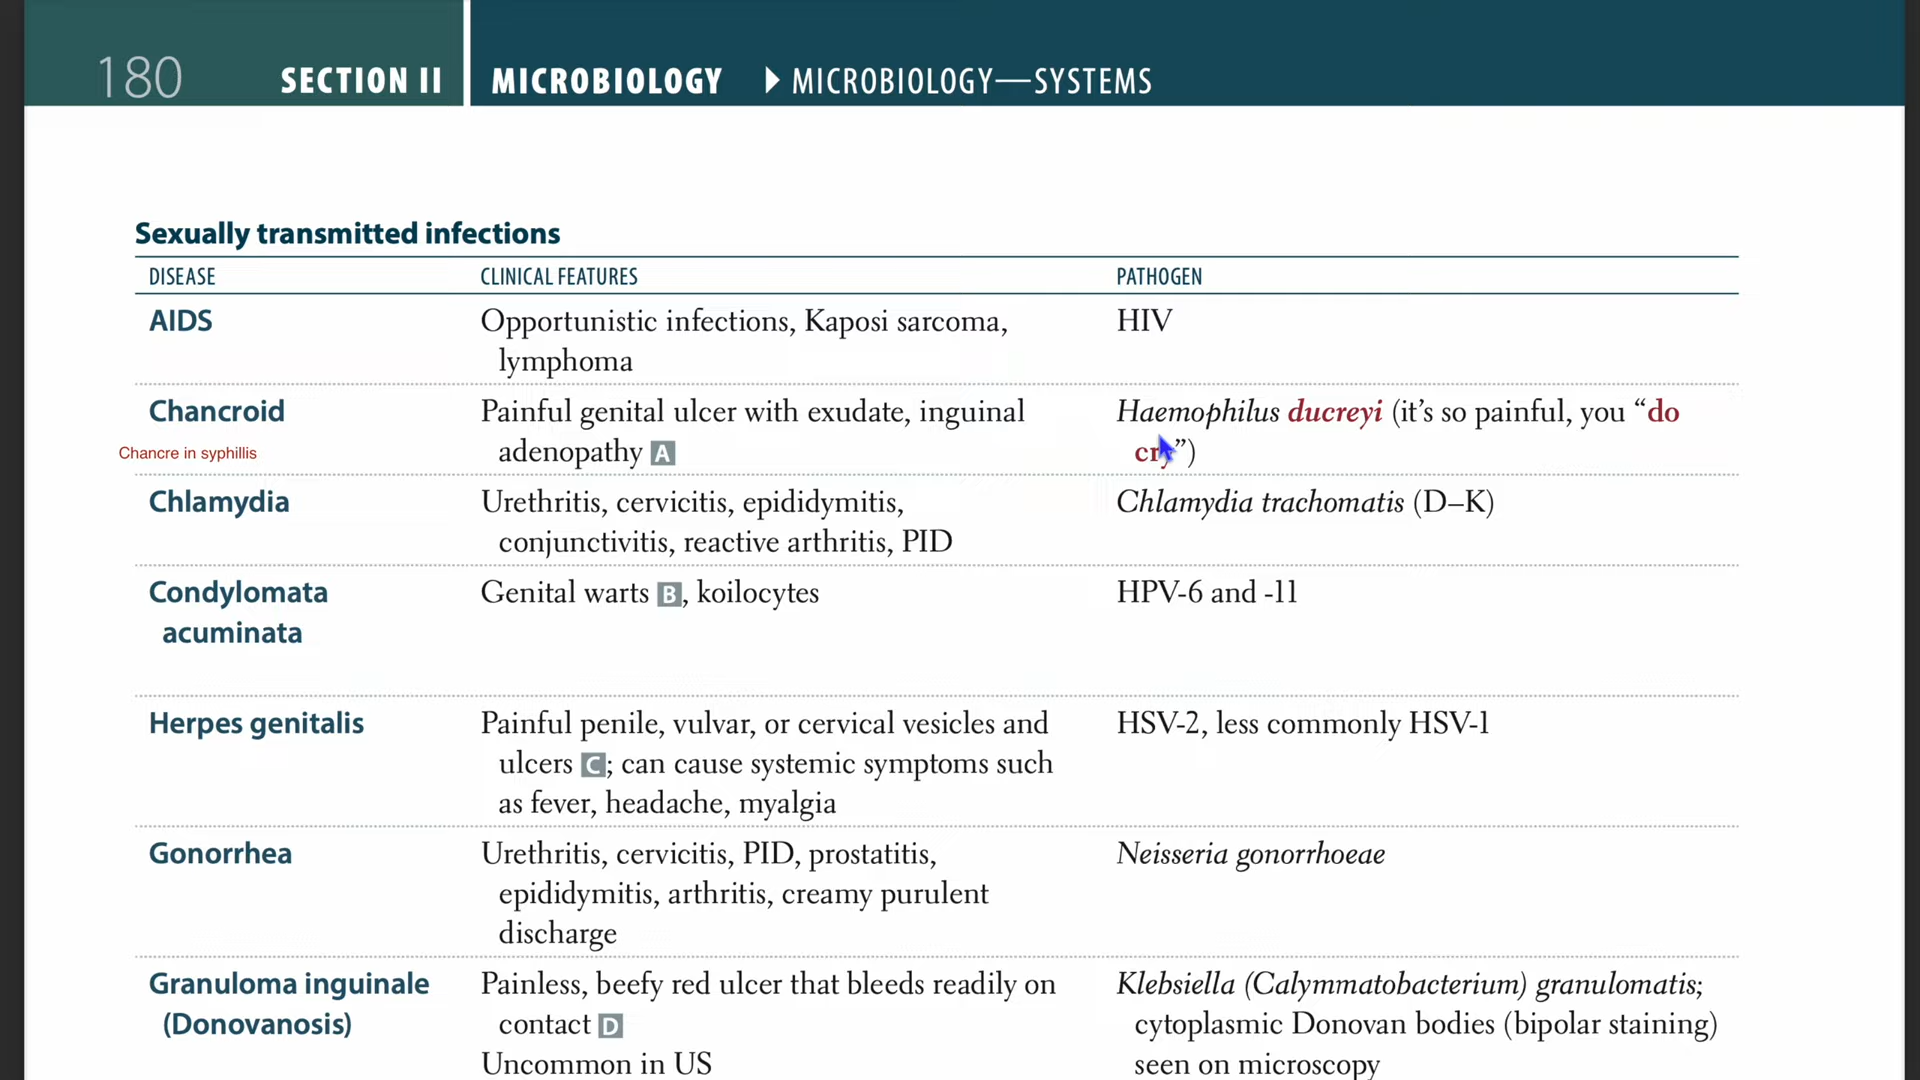 180 SECTION II MICROBIOLOGY ▶ MICROBIOLOGY—SYSTEMS
Sexually transmitted infections
DISEASE CLINICAL FEATURES PATHOGEN
AIDS Opportunistic infections, Kaposi sarcoma, HIV
lymphoma
Chancroid Painful genital ulcer with exudate, inguinal Haemophilus ducreyi (it's so painful, you “do
Chancre in syphillis adenopathy A cry”)
Chlamydia Urethritis, cervicitis, epididymitis, Chlamydia trachomatis (D–K)
conjunctivitis, reactive arthritis, PID
Condylomata Genital warts B, koilocytes HPV-6 and -11
acuminata
Herpes genitalis Painful penile, vulvar, or cervical vesicles and HSV-2, less commonly HSV-1
ulcers C; can cause systemic symptoms such
as fever, headache, myalgia
Gonorrhea Urethritis, cervicitis, PID, prostatitis, Neisseria gonorrhoeae
epididymitis, arthritis, creamy purulent
discharge
Granuloma inguinale Painless, beefy red ulcer that bleeds readily on Klebsiella (Calymmatobacterium) granulomatis;
(Donovanosis) contact D cytoplasmic Donovan bodies (bipolar staining)
Uncommon in US seen on microscopy